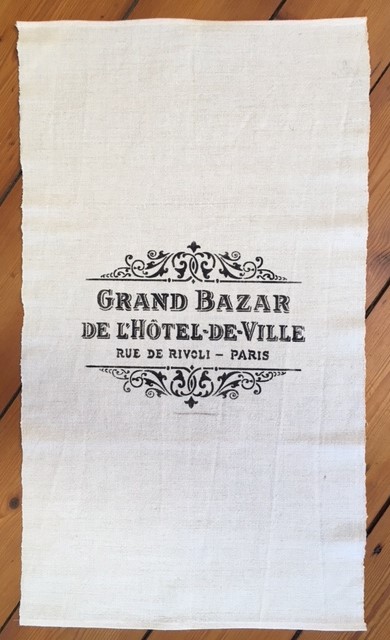 GRAND BAZAR
DE L'HÔTEL-DE-VILLE
RUE DE RIVOLI – PARIS